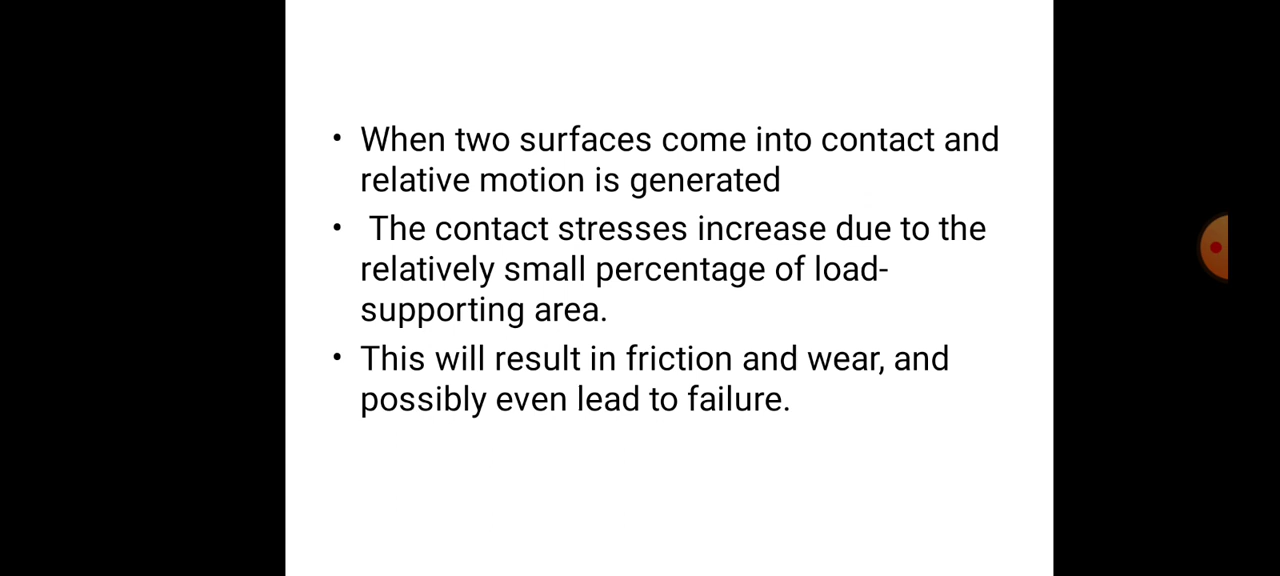 • When two surfaces come into contact and
relative motion is generated
• The contact stresses increase due to the
relatively small percentage of load-
supporting area.
• This will result in friction and wear, and
possibly even lead to failure.